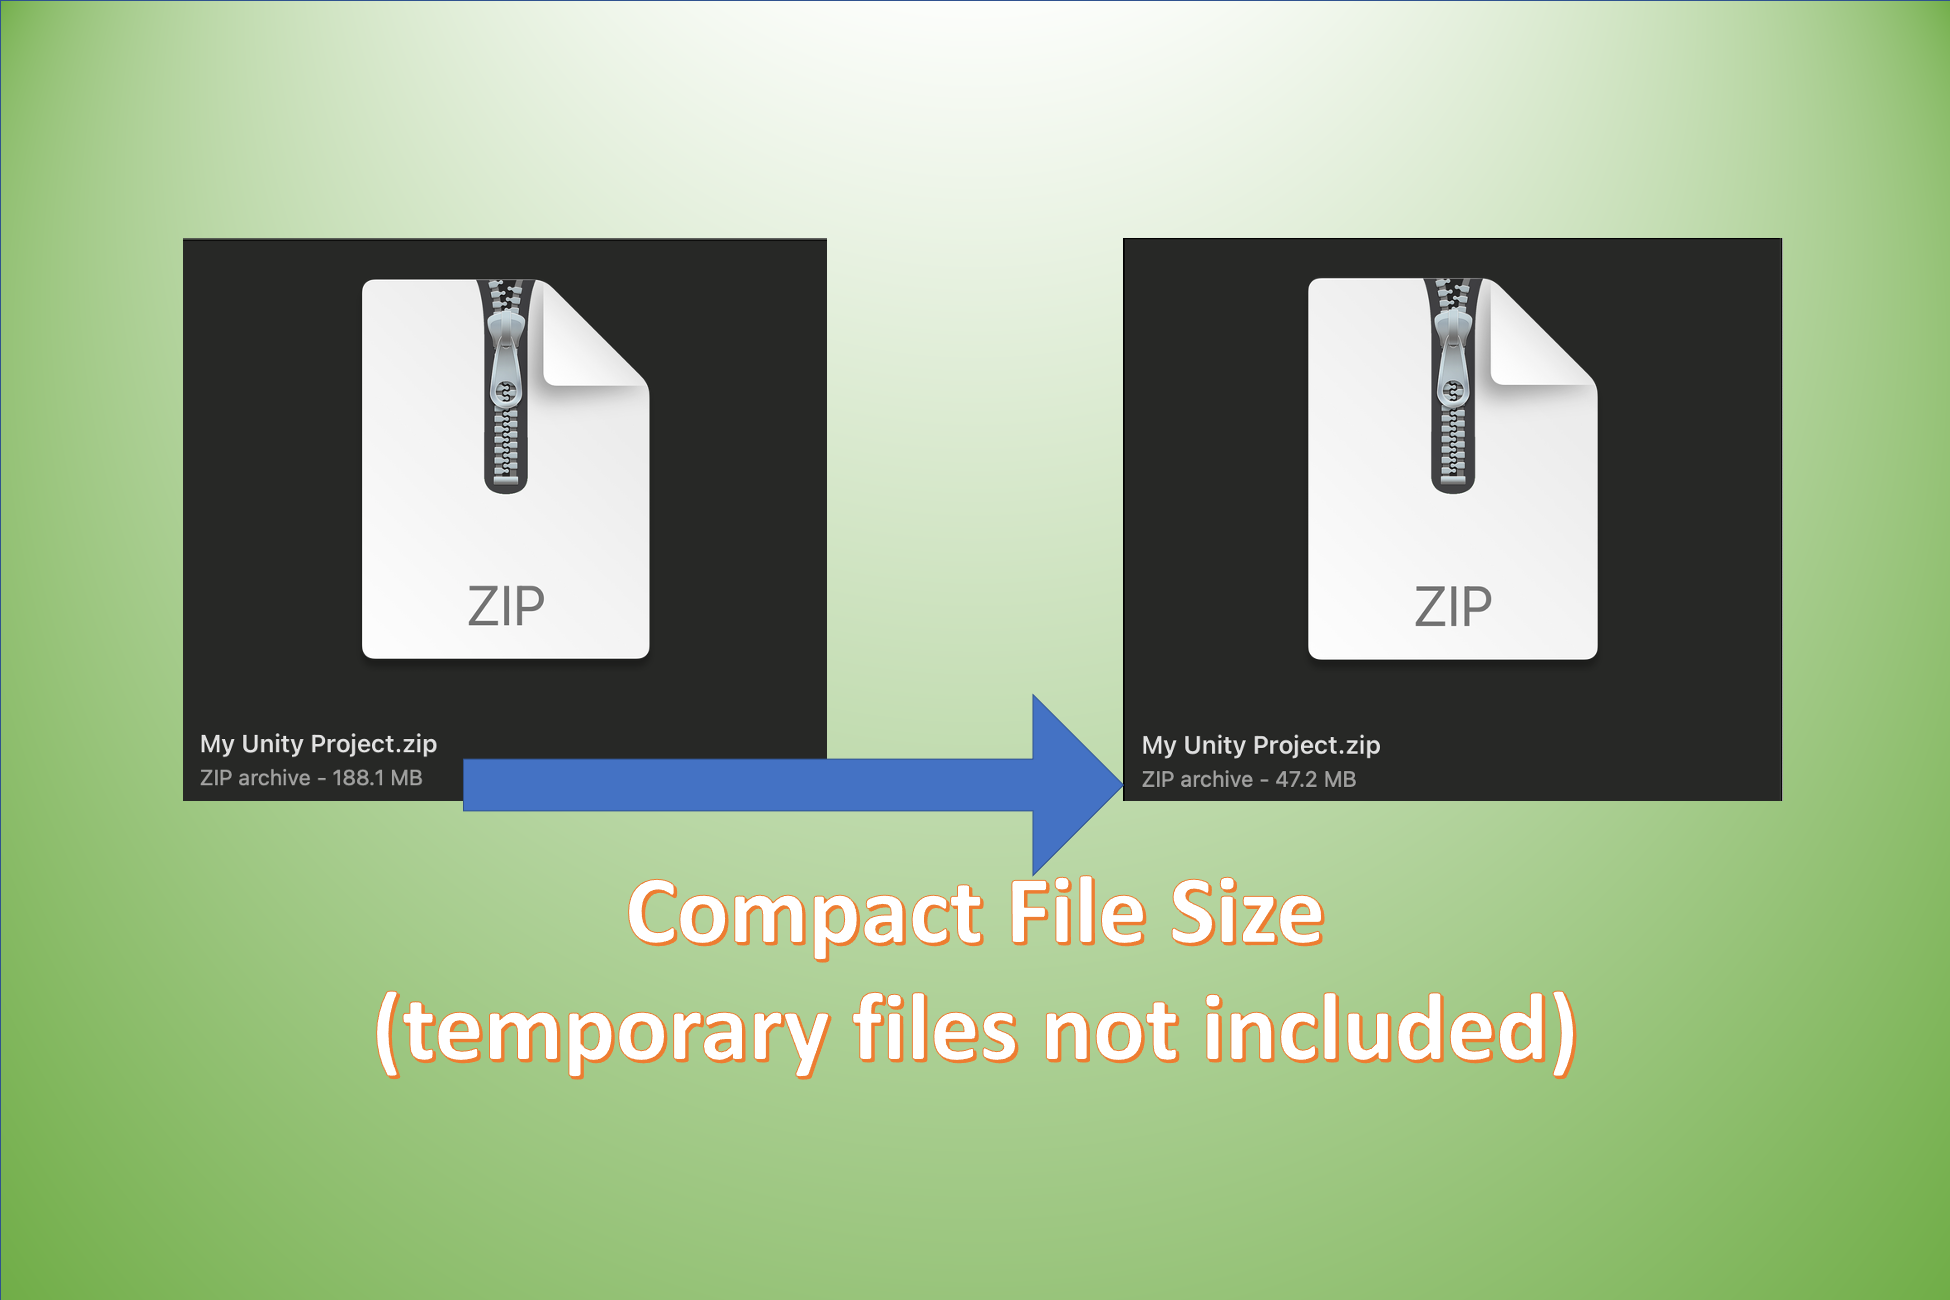 ZIP
My Unity Project.zip
ZIP archive - 188.1 MB
ZIP
My Unity Project.zip
ZIP archive - 47.2 MB
Compact File Size
(temporary files not included)